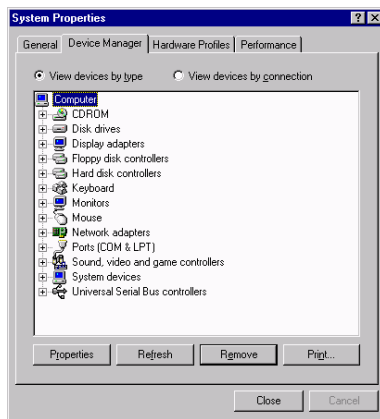 System Properties
General Device Manager Hardware Profiles Performance
View devices by type View devices by connection
Computer
CDROM
Disk drives
Display adapters
Floppy disk controllers
Hard disk controllers
Keyboard
Monitors
Mouse
Network adapters
Ports (COM & LPT)
Sound, video and game controllers
System devices
Universal Serial Bus controllers
Properties Refresh Remove Print...
Close Cancel